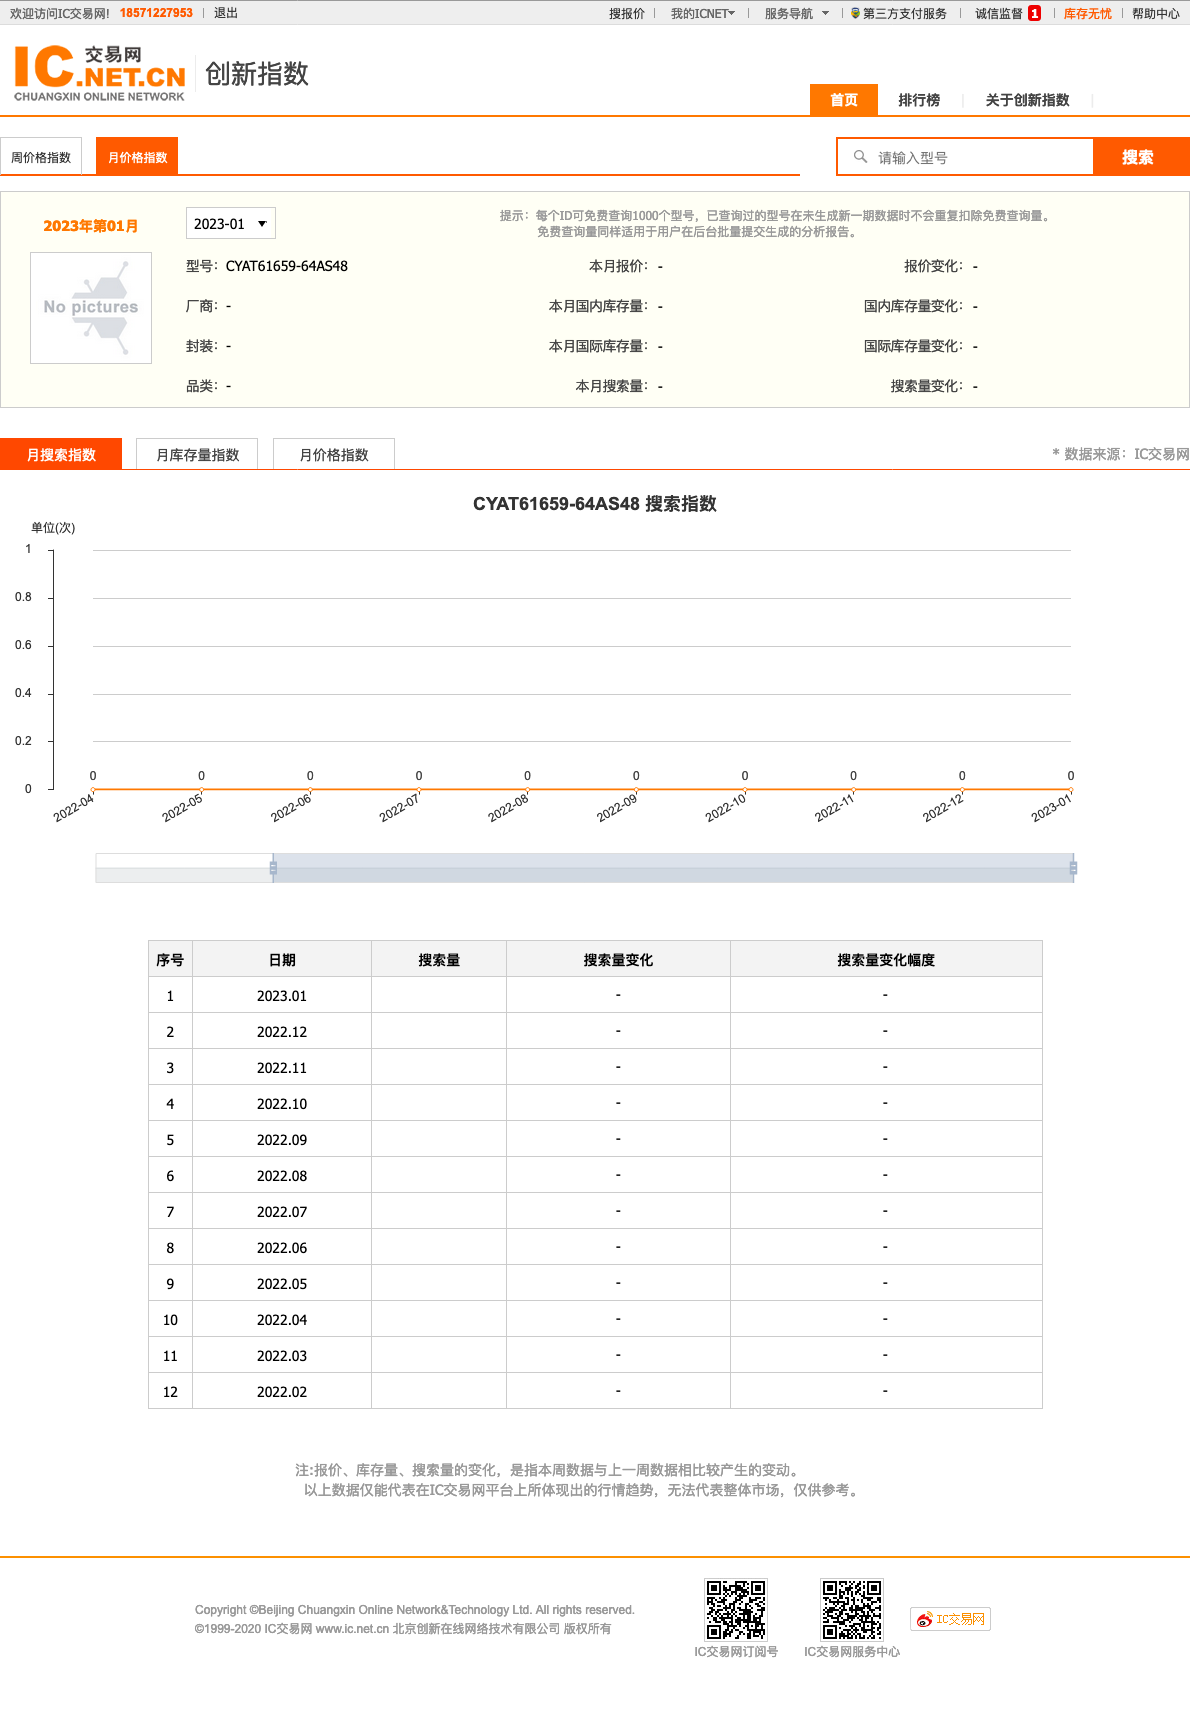 欢迎访问IC交易网! 18571227953 退出 搜报价 我的ICNET 服务导航 第三方支付服务 诚信监督 1 库存无忧 帮助中心
IC 交易网
.NET.CN
CHUANGXIN ONLINE NETWORK
创新指数
首页 排行榜 关于创新指数
周价格指数 月价格指数 请输入型号 搜索
2023年第01月 2023-01
提示：每个ID可免费查询1000个型号，已查询过的型号在未生成新一期数据时不会重复扣除免费查询量。
免费查询量同样适用于用户在后台批量提交生成的分析报告。
No pictures
型号：CYAT61659-64AS48 本月报价：- 报价变化：-
厂商：- 本月国内库存量：- 国内库存量变化：-
封装：- 本月国际库存量：- 国际库存量变化：-
品类：- 本月搜索量：- 搜索量变化：-
月搜索指数 月库存量指数 月价格指数 * 数据来源：IC交易网
CYAT61659-64AS48 搜索指数
单位(次)
1
0.8
0.6
0.4
0.2
0
0 0 0 0 0 0 0 0 0 0
2022-04 2022-05 2022-06 2022-07 2022-08 2022-09 2022-10 2022-11 2022-12 2023-01
序号 日期 搜索量 搜索量变化 搜索量变化幅度
1 2023.01 - -
2 2022.12 - -
3 2022.11 - -
4 2022.10 - -
5 2022.09 - -
6 2022.08 - -
7 2022.07 - -
8 2022.06 - -
9 2022.05 - -
10 2022.04 - -
11 2022.03 - -
12 2022.02 - -
注:报价、库存量、搜索量的变化，是指本周数据与上一周数据相比较产生的变动。
以上数据仅能代表在IC交易网平台上所体现出的行情趋势，无法代表整体市场，仅供参考。
Copyright ©Beijing Chuangxin Online Network&Technology Ltd. All rights reserved.
©1999-2020 IC交易网 www.ic.net.cn 北京创新在线网络技术有限公司 版权所有
IC交易网订阅号 IC交易网服务中心 IC交易网